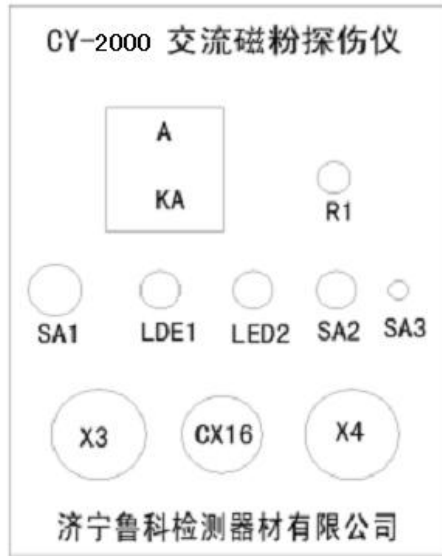 CY-2000 交流磁粉探伤仪
A
KA
R1
SA1 LDE1 LED2 SA2 SA3
X3 CX16 X4
济宁鲁科检测器材有限公司